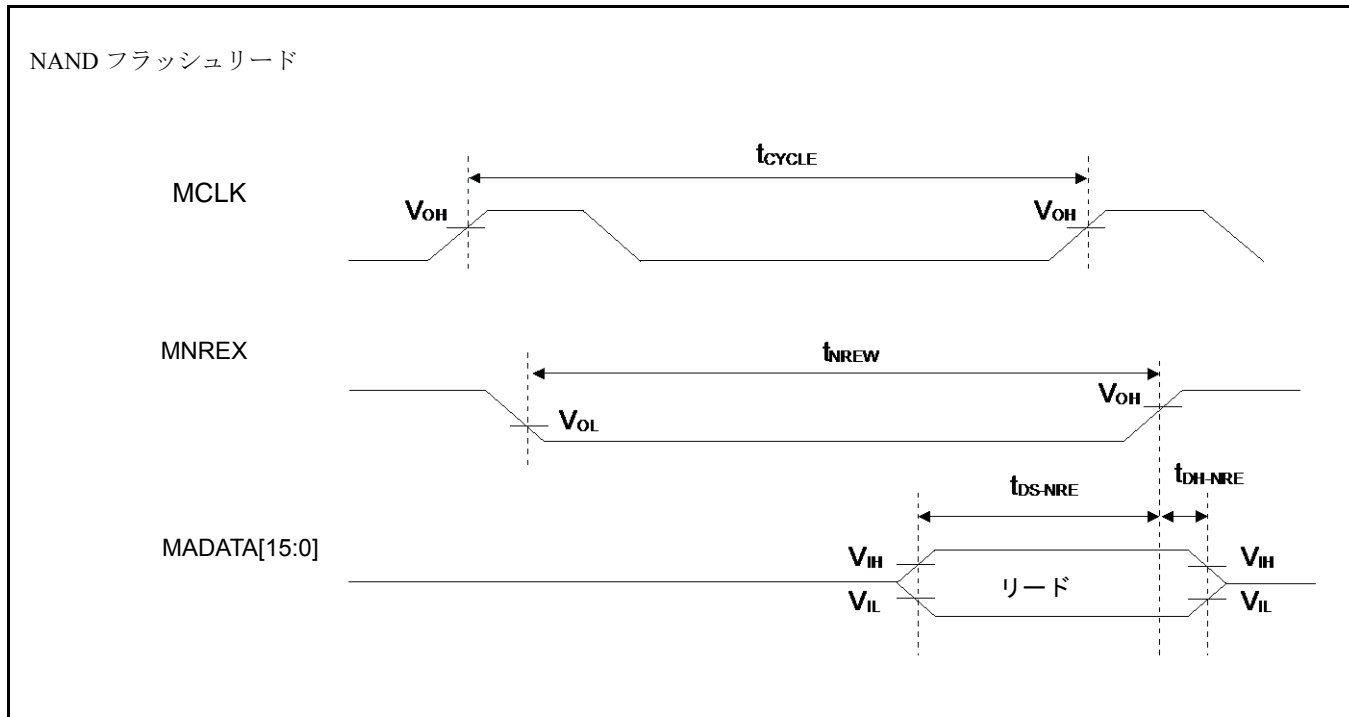 NAND フラッシュリード
tCYCLE
MCLK
VOH VOH
MNREX
tNREW
VOH
VOL
tDS-NRE tDH-NRE
MADATA[15:0]
VIH リード VIH
VIL VIL